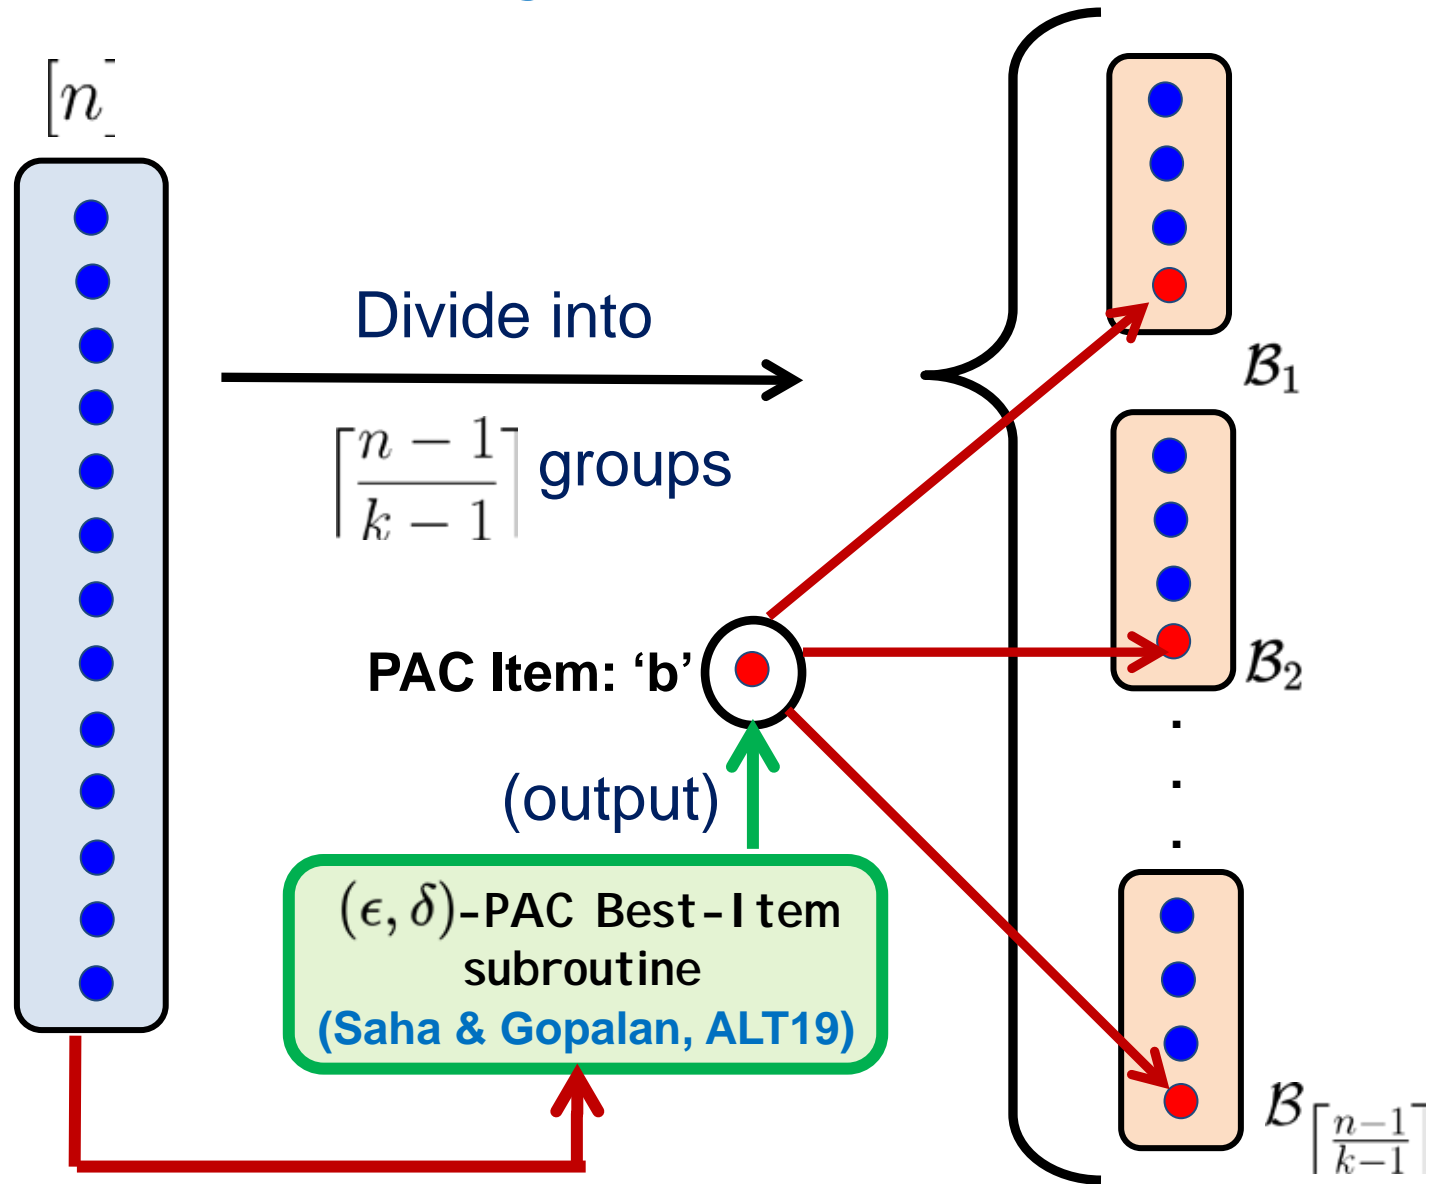 [n]
Divide into
⌈(n − 1)/(k − 1)⌉ groups
PAC Item: ‘b’
(output)
(ϵ, δ)-PAC Best-Item
subroutine
(Saha & Gopalan, ALT19)
ℬ₁
ℬ₂
.
.
.
ℬ_⌈(n−1)/(k−1)⌉